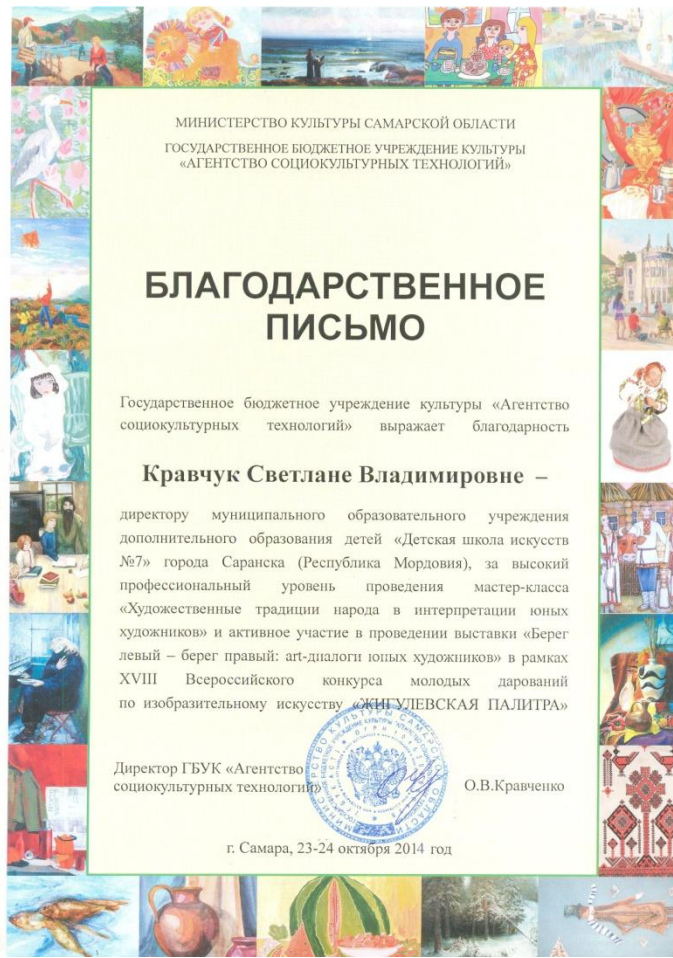 МИНИСТЕРСТВО КУЛЬТУРЫ САМАРСКОЙ ОБЛАСТИ
ГОСУДАРСТВЕННОЕ БЮДЖЕТНОЕ УЧРЕЖДЕНИЕ КУЛЬТУРЫ
«АГЕНТСТВО СОЦИОКУЛЬТУРНЫХ ТЕХНОЛОГИЙ»
БЛАГОДАРСТВЕННОЕ
ПИСЬМО
Государственное бюджетное учреждение культуры «Агентство
социокультурных технологий» выражает благодарность
Кравчук Светлане Владимировне –
директору муниципального образовательного учреждения
дополнительного образования детей «Детская школа искусств
№7» города Саранска (Республика Мордовия), за высокий
профессиональный уровень проведения мастер-класса
«Художественные традиции народа в интерпретации юных
художников» и активное участие в проведении выставки «Берег
левый – берег правый: art-диалоги юных художников» в рамках
XVIII Всероссийского конкурса молодых дарований
по изобразительному искусству «ЖИГУЛЕВСКАЯ ПАЛИТРА»
Директор ГБУК «Агентство
социокультурных технологий»
О.В.Кравченко
г. Самара, 23-24 октября 2014 год
МИНИСТЕРСТВО КУЛЬТУРЫ САМАРСКОЙ ОБЛАСТИ